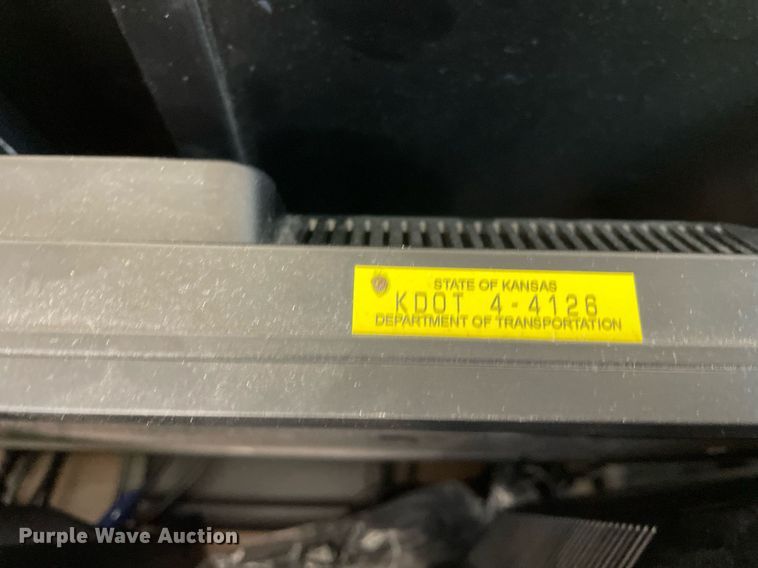 STATE OF KANSAS
KDOT 4-4126
DEPARTMENT OF TRANSPORTATION
Purple Wave Auction